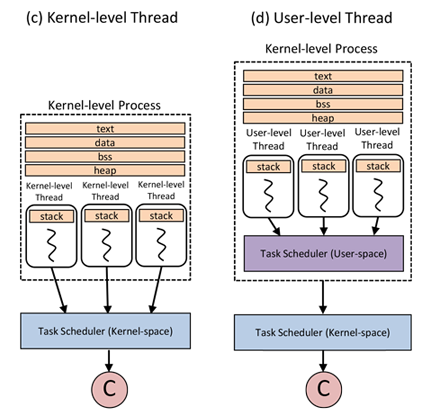 (c) Kernel-level Thread
Kernel-level Process
text
data
bss
heap
Kernel-level Kernel-level Kernel-level
Thread Thread Thread
stack stack stack
Task Scheduler (Kernel-space)
C
(d) User-level Thread
Kernel-level Process
text
data
bss
heap
User-level User-level User-level
Thread Thread Thread
stack stack stack
Task Scheduler (User-space)
Task Scheduler (Kernel-space)
C